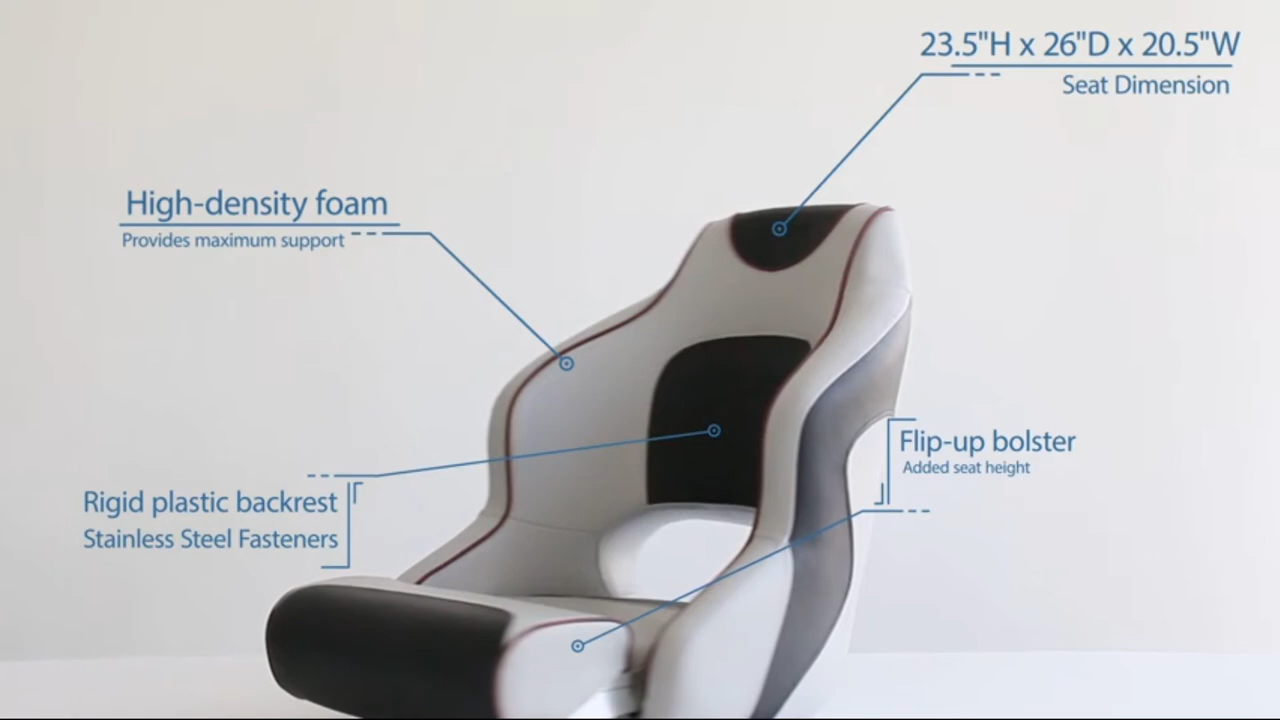 23.5"H x 26"D x 20.5"W
Seat Dimension
High-density foam
Provides maximum support
Flip-up bolster
Added seat height
Rigid plastic backrest
Stainless Steel Fasteners